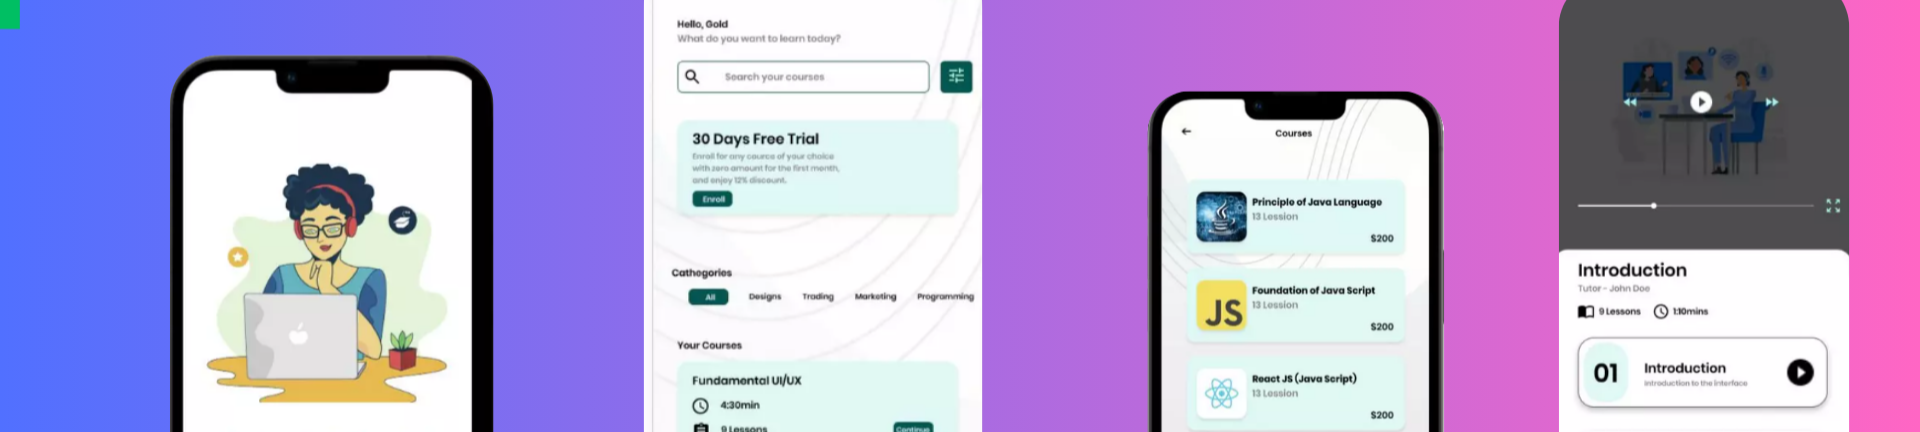 Hello, Gold
What do you want to learn today?
Search your courses
30 Days Free Trial
Enroll for any cource of your choice
with zero amount for the first month,
and enjoy 12% discount.
Enroll
Cathegories
All Designs Trading Marketing Programming
Your Courses
Fundamental UI/UX
4:30min
9 Lessons
Continue
Courses
Principle of Java Language
13 Lession
$200
JS
Foundation of Java Script
13 Lession
$200
React JS (Java Script)
13 Lession
$200
Introduction
Tutor - John Doe
9 Lessons 1:10mins
01
Introduction
Introduction to the interface